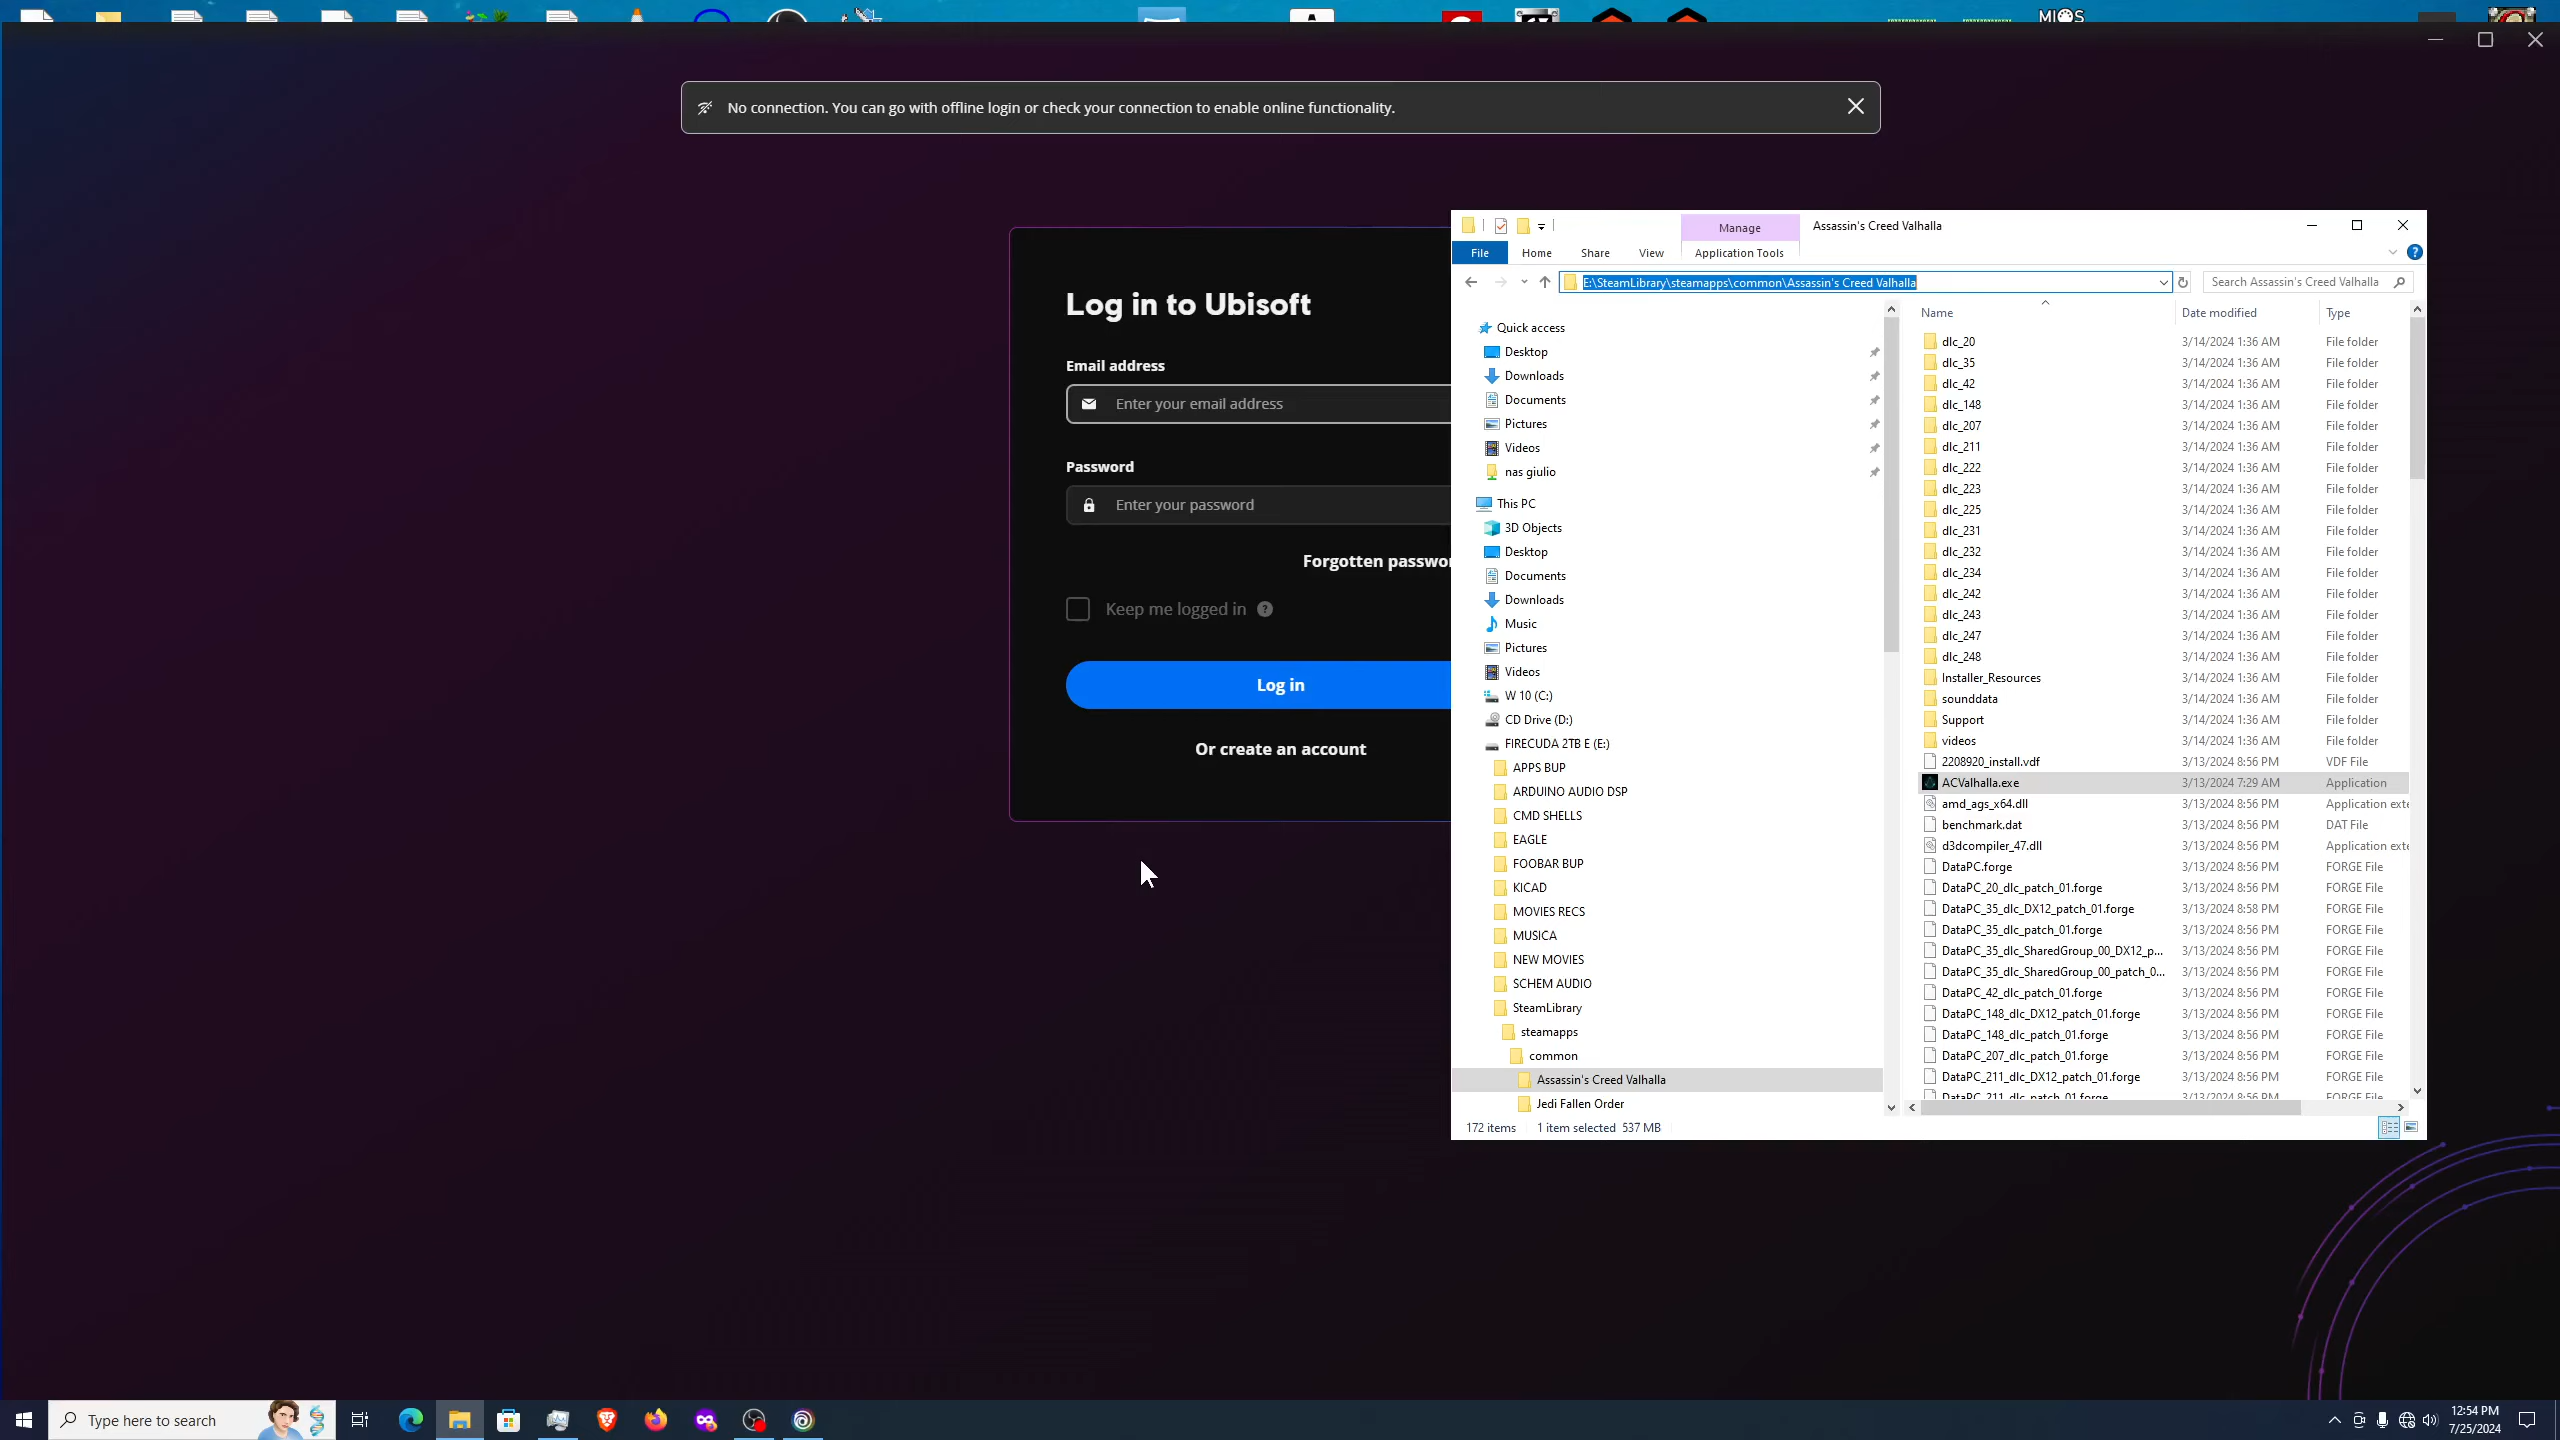 MIOS
No connection. You can go with offline login or check your connection to enable online functionality.
Log in to Ubisoft
Email address
Enter your email address
Password
Enter your password
Forgotten passwor
Keep me logged in
Log in
Or create an account
Manage
Assassin's Creed Valhalla
File
Home
Share
View
Application Tools
E:\SteamLibrary\steamapps\common\Assassin's Creed Valhalla
Search Assassin's Creed Valhalla
Quick access
Desktop
Downloads
Documents
Pictures
Videos
nas giulio
This PC
3D Objects
Desktop
Documents
Downloads
Music
Pictures
Videos
W 10 (C:)
CD Drive (D:)
FIRECUDA 2TB E (E:)
APPS BUP
ARDUINO AUDIO DSP
CMD SHELLS
EAGLE
FOOBAR BUP
KICAD
MOVIES RECS
MUSICA
NEW MOVIES
SCHEM AUDIO
SteamLibrary
steamapps
common
Assassin's Creed Valhalla
Jedi Fallen Order
Name Date modified Type
dlc_20 3/14/2024 1:36 AM File folder
dlc_35 3/14/2024 1:36 AM File folder
dlc_42 3/14/2024 1:36 AM File folder
dlc_148 3/14/2024 1:36 AM File folder
dlc_207 3/14/2024 1:36 AM File folder
dlc_211 3/14/2024 1:36 AM File folder
dlc_222 3/14/2024 1:36 AM File folder
dlc_223 3/14/2024 1:36 AM File folder
dlc_225 3/14/2024 1:36 AM File folder
dlc_231 3/14/2024 1:36 AM File folder
dlc_232 3/14/2024 1:36 AM File folder
dlc_234 3/14/2024 1:36 AM File folder
dlc_242 3/14/2024 1:36 AM File folder
dlc_243 3/14/2024 1:36 AM File folder
dlc_247 3/14/2024 1:36 AM File folder
dlc_248 3/14/2024 1:36 AM File folder
Installer_Resources 3/14/2024 1:36 AM File folder
sounddata 3/14/2024 1:36 AM File folder
Support 3/14/2024 1:36 AM File folder
videos 3/14/2024 1:36 AM File folder
2208920_install.vdf 3/13/2024 8:56 PM VDF File
ACValhalla.exe 3/13/2024 7:29 AM Application
amd_ags_x64.dll 3/13/2024 8:56 PM Application exte
benchmark.dat 3/13/2024 8:56 PM DAT File
d3dcompiler_47.dll 3/13/2024 8:56 PM Application exte
DataPC.forge 3/13/2024 8:56 PM FORGE File
DataPC_20_dlc_patch_01.forge 3/13/2024 8:56 PM FORGE File
DataPC_35_dlc_DX12_patch_01.forge 3/13/2024 8:58 PM FORGE File
DataPC_35_dlc_patch_01.forge 3/13/2024 8:56 PM FORGE File
DataPC_35_dlc_SharedGroup_00_DX12_p... 3/13/2024 8:56 PM FORGE File
DataPC_35_dlc_SharedGroup_00_patch_0... 3/13/2024 8:56 PM FORGE File
DataPC_42_dlc_patch_01.forge 3/13/2024 8:56 PM FORGE File
DataPC_148_dlc_DX12_patch_01.forge 3/13/2024 8:56 PM FORGE File
DataPC_148_dlc_patch_01.forge 3/13/2024 8:56 PM FORGE File
DataPC_207_dlc_patch_01.forge 3/13/2024 8:56 PM FORGE File
DataPC_211_dlc_DX12_patch_01.forge 3/13/2024 8:56 PM FORGE File
DataPC_211_dlc_patch_01.forge 3/13/2024 8:56 PM FORGE File
172 items 1 item selected 537 MB
Type here to search
12:54 PM
7/25/2024